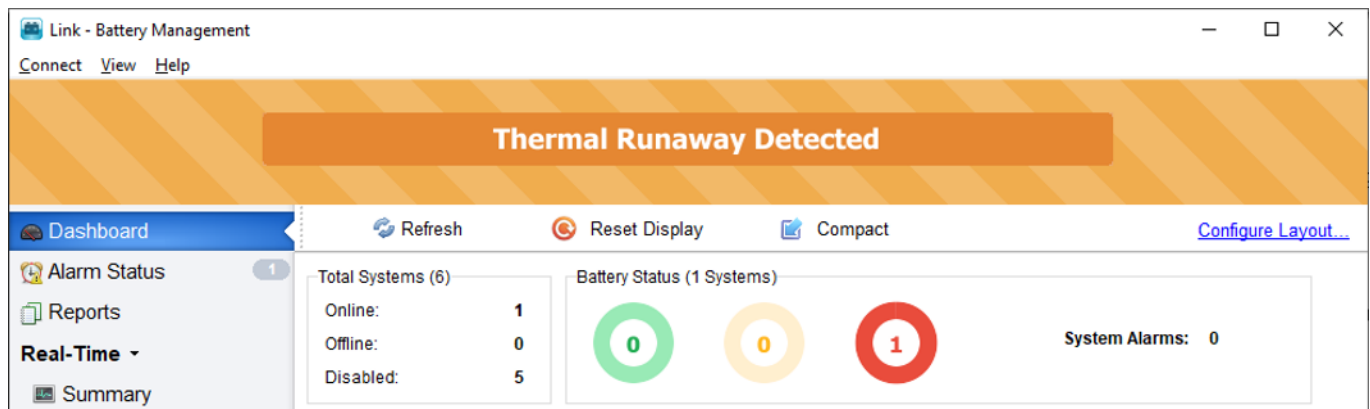 Link - Battery Management
Connect View Help
Thermal Runaway Detected
Dashboard
Refresh
Reset Display
Compact
Configure Layout...
Alarm Status 1
Reports
Real-Time
Summary
Total Systems (6)
Online: 1
Offline: 0
Disabled: 5
Battery Status (1 Systems)
0 0 1
System Alarms: 0